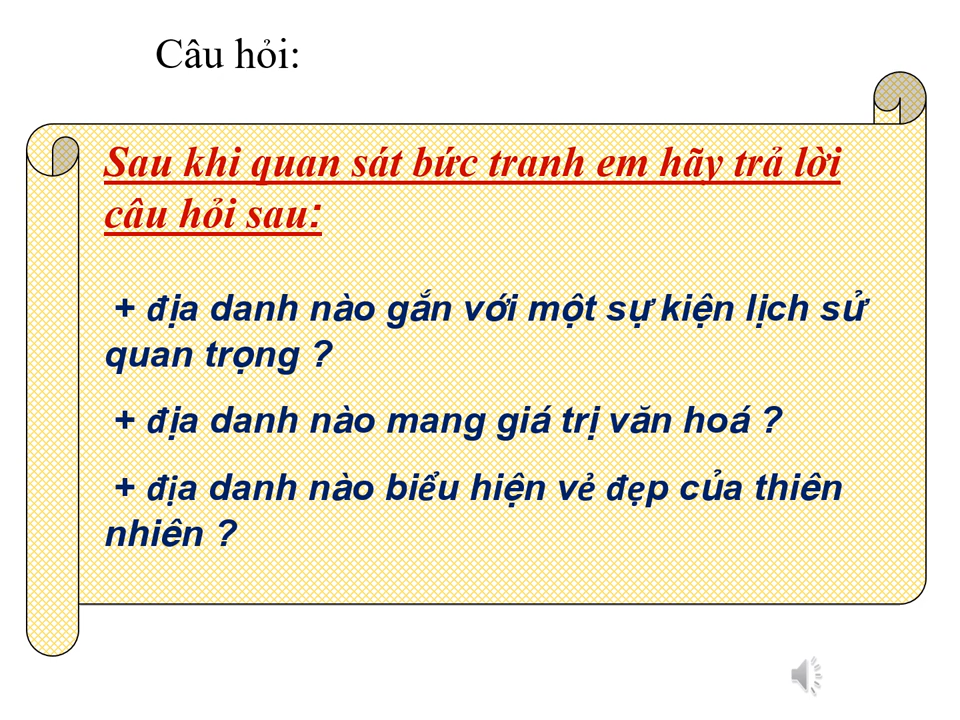 Câu hỏi:
Sau khi quan sát bức tranh em hãy trả lời
câu hỏi sau:
+ địa danh nào gắn với một sự kiện lịch sử
quan trọng ?
+ địa danh nào mang giá trị văn hoá ?
+ địa danh nào biểu hiện vẻ đẹp của thiên
nhiên ?